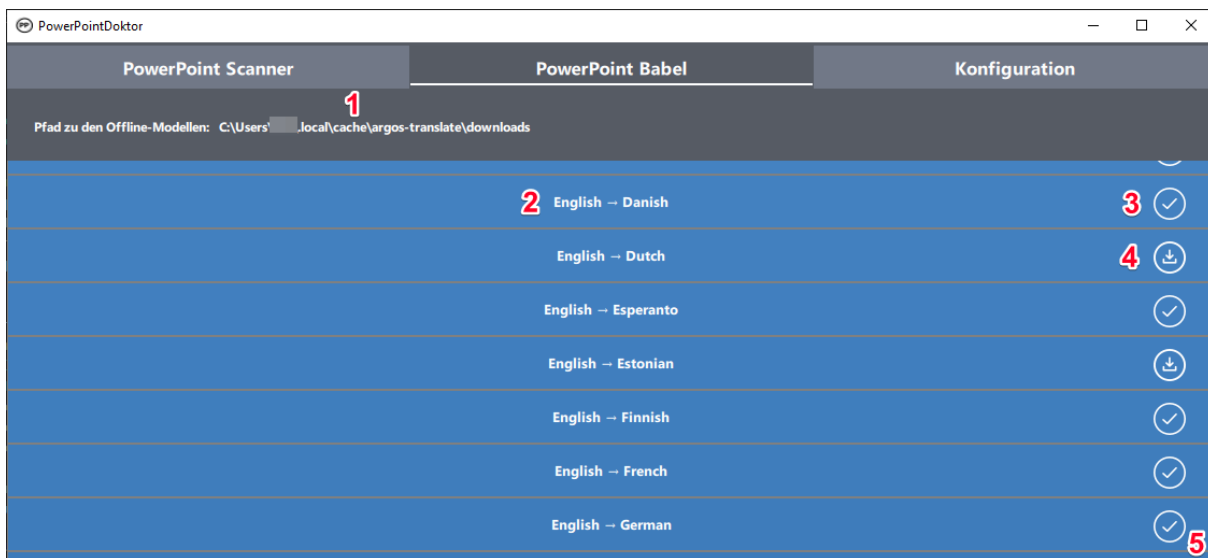 PP PowerPointDoktor
PowerPoint Scanner PowerPoint Babel Konfiguration
1
Pfad zu den Offline-Modellen: C:\Users\ .local\cache\argos-translate\downloads
2 English → Danish 3
English → Dutch 4
English → Esperanto
English → Estonian
English → Finnish
English → French
English → German
5